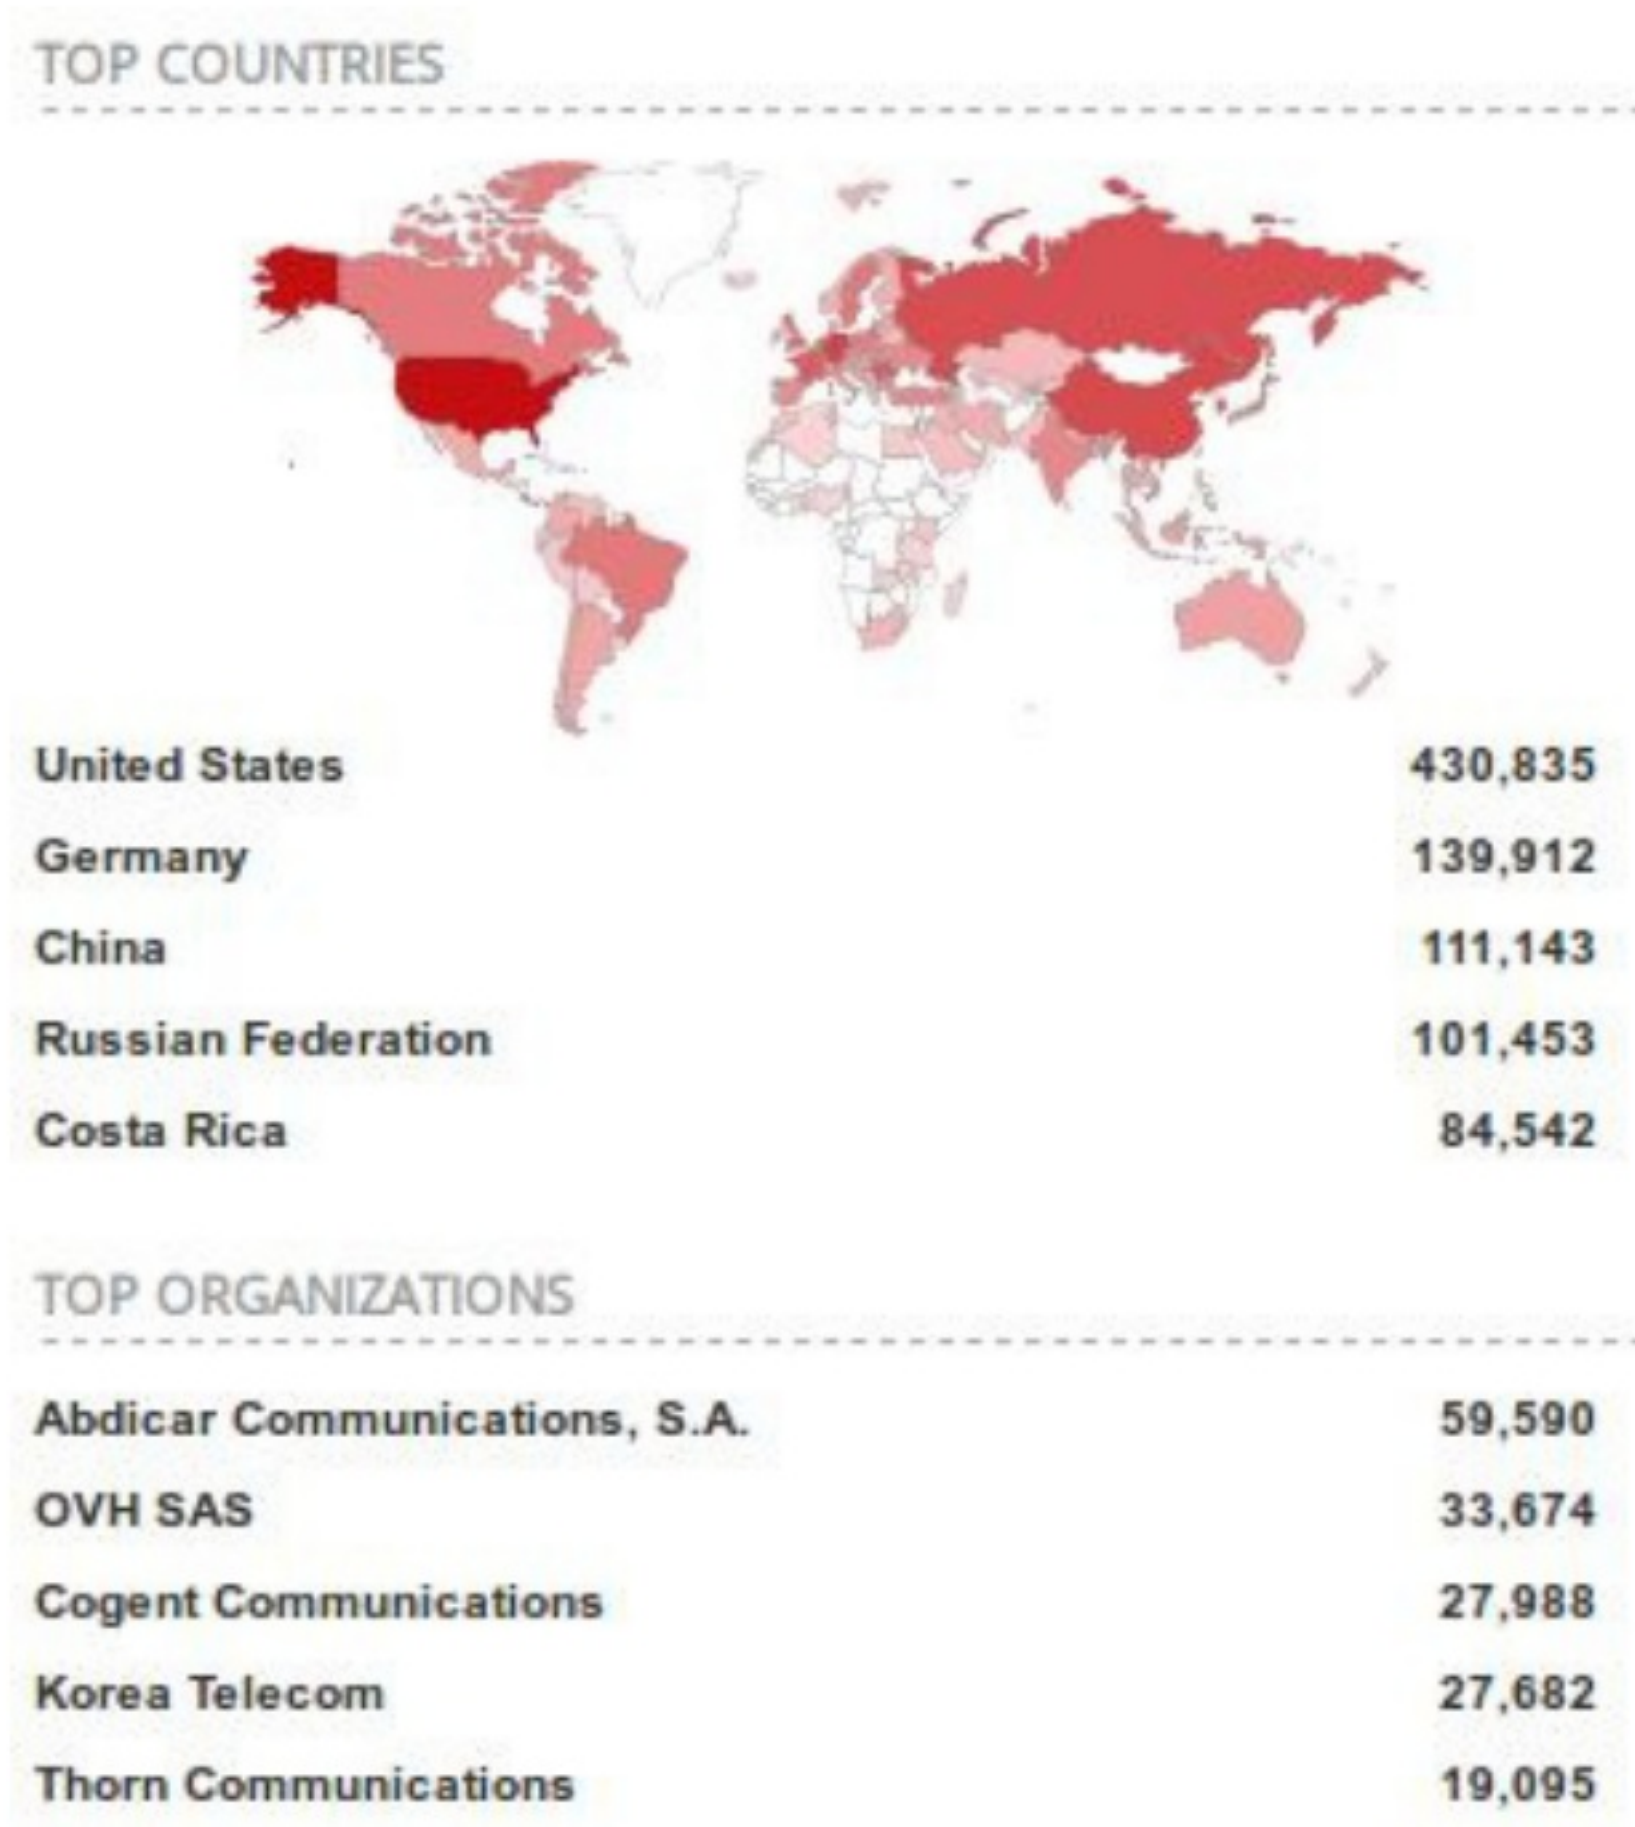 TOP COUNTRIES
United States 430,835
Germany 139,912
China 111,143
Russian Federation 101,453
Costa Rica 84,542
TOP ORGANIZATIONS
Abdicar Communications, S.A. 59,590
OVH SAS 33,674
Cogent Communications 27,988
Korea Telecom 27,682
Thorn Communications 19,095